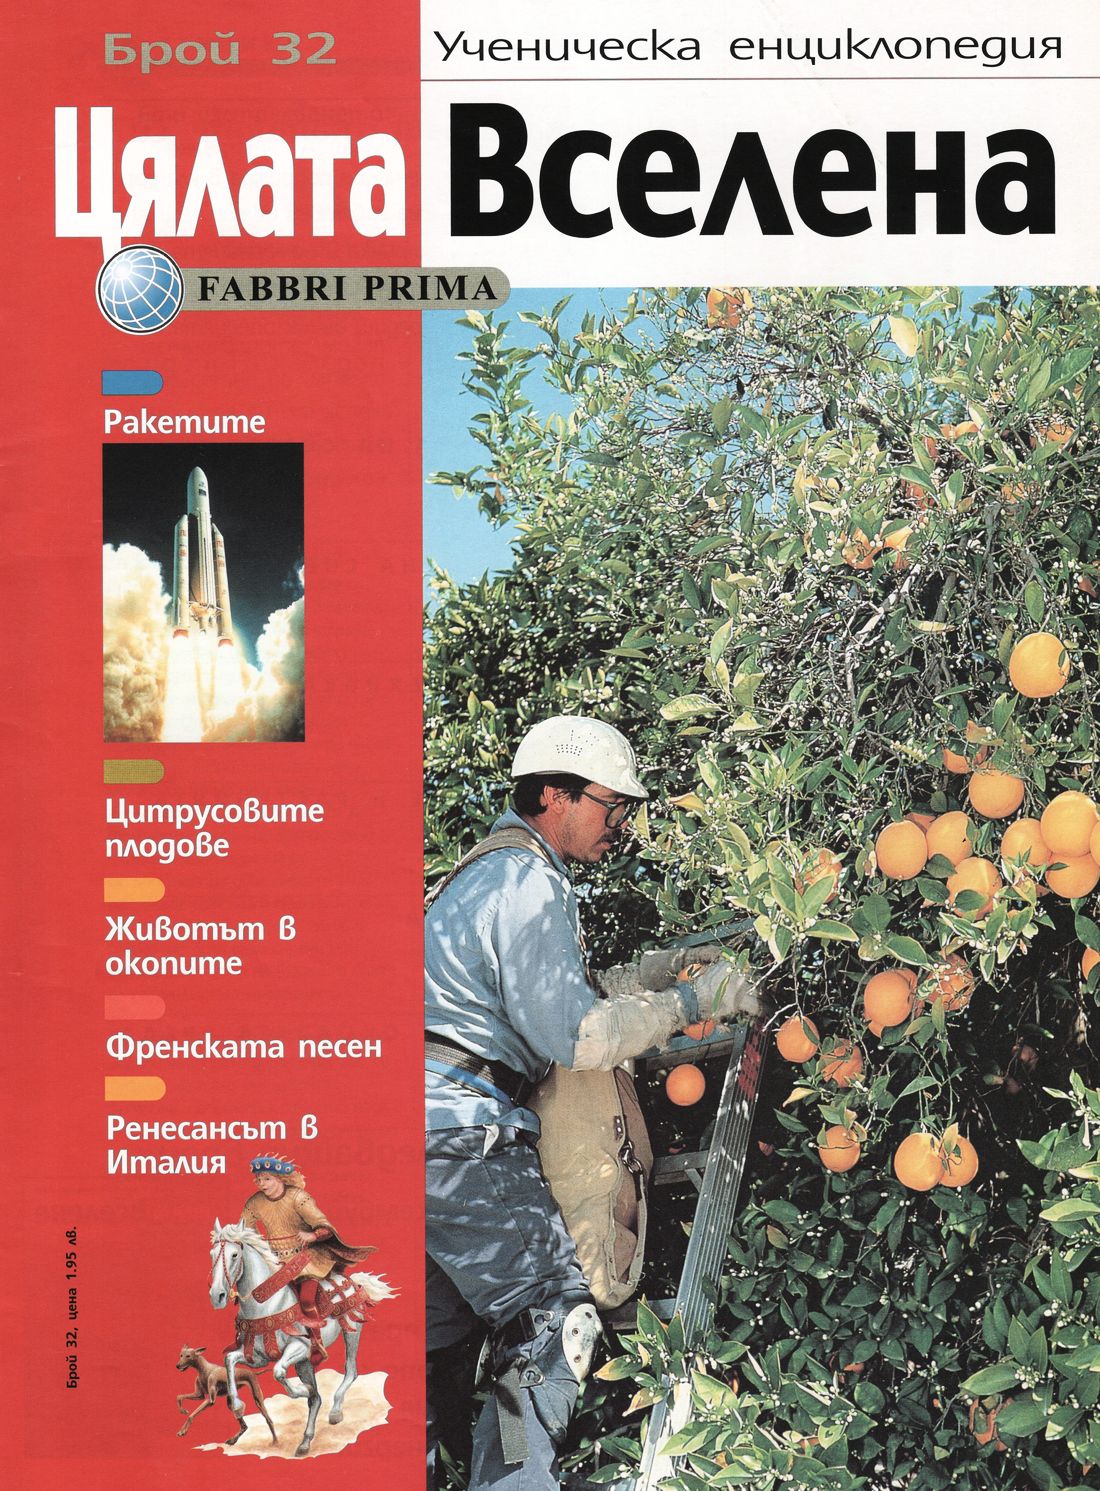 Брой 32
Ученическа енциклопедия
Цялата Вселена
FABBRI PRIMA
Ракетите
Цитрусовите
плодове
Животът в
окопите
Френската песен
Ренесансът в
Италия
Брой 32, цена 1.95 лв.